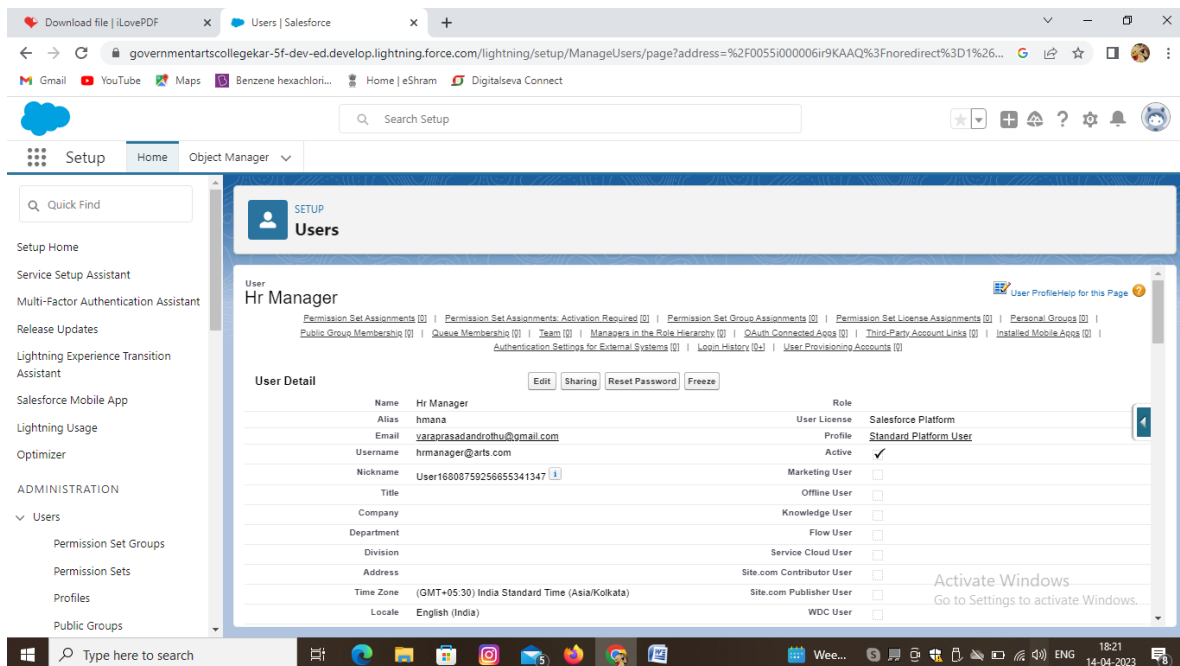 Download file | iLovePDF
Users | Salesforce
governmentartscollegekar-5f-dev-ed.develop.lightning.force.com/lightning/setup/ManageUsers/page?address=%2F0055i000006ir9KAAQ%3Fnoredirect%3D1%26...
Gmail YouTube Maps Benzene hexachlori... Home | eShram Digitalseva Connect
Search Setup
Setup Home Object Manager
Quick Find
Setup Home
Service Setup Assistant
Multi-Factor Authentication Assistant
Release Updates
Lightning Experience Transition
Assistant
Salesforce Mobile App
Lightning Usage
Optimizer
ADMINISTRATION
Users
Permission Set Groups
Permission Sets
Profiles
Public Groups
SETUP
Users
User
Hr Manager
User Profile Help for this Page
Permission Set Assignments [0] | Permission Set Assignments: Activation Required [0] | Permission Set Group Assignments [0] | Permission Set License Assignments [0] | Personal Groups [0] |
Public Group Membership [0] | Queue Membership [0] | Team [0] | Managers in the Role Hierarchy [0] | OAuth Connected Apps [0] | Third-Party Account Links [0] | Installed Mobile Apps [0] |
Authentication Settings for External Systems [0] | Login History [0+] | User Provisioning Accounts [0]
User Detail Edit Sharing Reset Password Freeze
Name Hr Manager Role
Alias hmana User License Salesforce Platform
Email varaprasadandrothu@gmail.com Profile Standard Platform User
Username hrmanager@arts.com Active ✓
Nickname User16808759256655341347 i Marketing User
Title Offline User
Company Knowledge User
Department Flow User
Division Service Cloud User
Address Site.com Contributor User
Time Zone (GMT+05:30) India Standard Time (Asia/Kolkata) Site.com Publisher User
Locale English (India) WDC User
Activate Windows
Go to Settings to activate Windows.
Type here to search
5
Wee...
ENG
18:21
14-04-2023
8